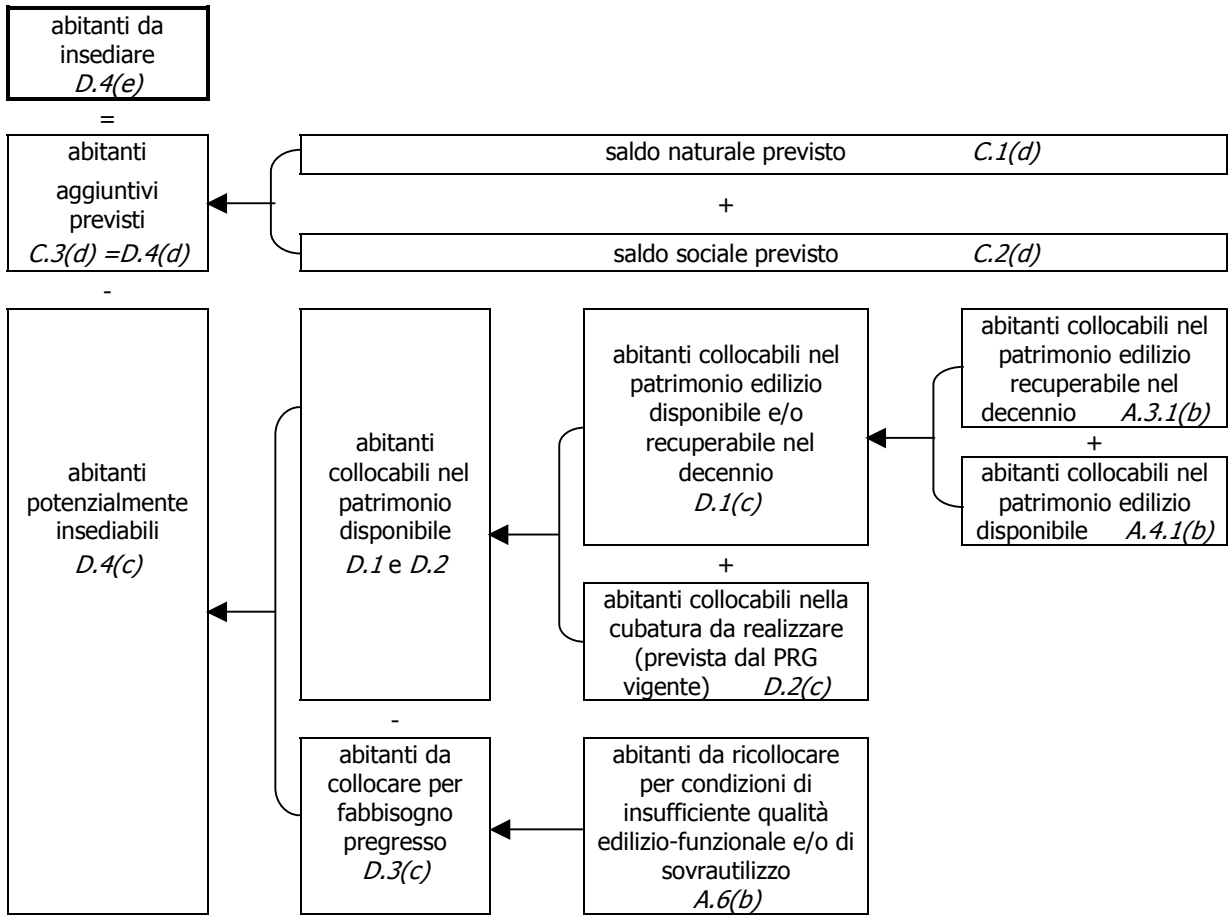 abitanti da
insediare
D.4(e)
=
abitanti
aggiuntivi
previsti
C.3(d) =D.4(d)
saldo naturale previsto C.1(d)
+
saldo sociale previsto C.2(d)
-
abitanti
potenzialmente
insediabili
D.4(c)
abitanti
collocabili nel
patrimonio
disponibile
D.1 e D.2
abitanti collocabili nel
patrimonio edilizio
disponibile e/o
recuperabile nel
decennio
D.1(c)
abitanti collocabili nel
patrimonio edilizio
recuperabile nel
decennio A.3.1(b)
+
abitanti collocabili nel
patrimonio edilizio
disponibile A.4.1(b)
+
abitanti collocabili nella
cubatura da realizzare
(prevista dal PRG
vigente) D.2(c)
-
abitanti da
collocare per
fabbisogno
pregresso
D.3(c)
abitanti da ricollocare
per condizioni di
insufficiente qualità
edilizio-funzionale e/o di
sovrautilizzo
A.6(b)